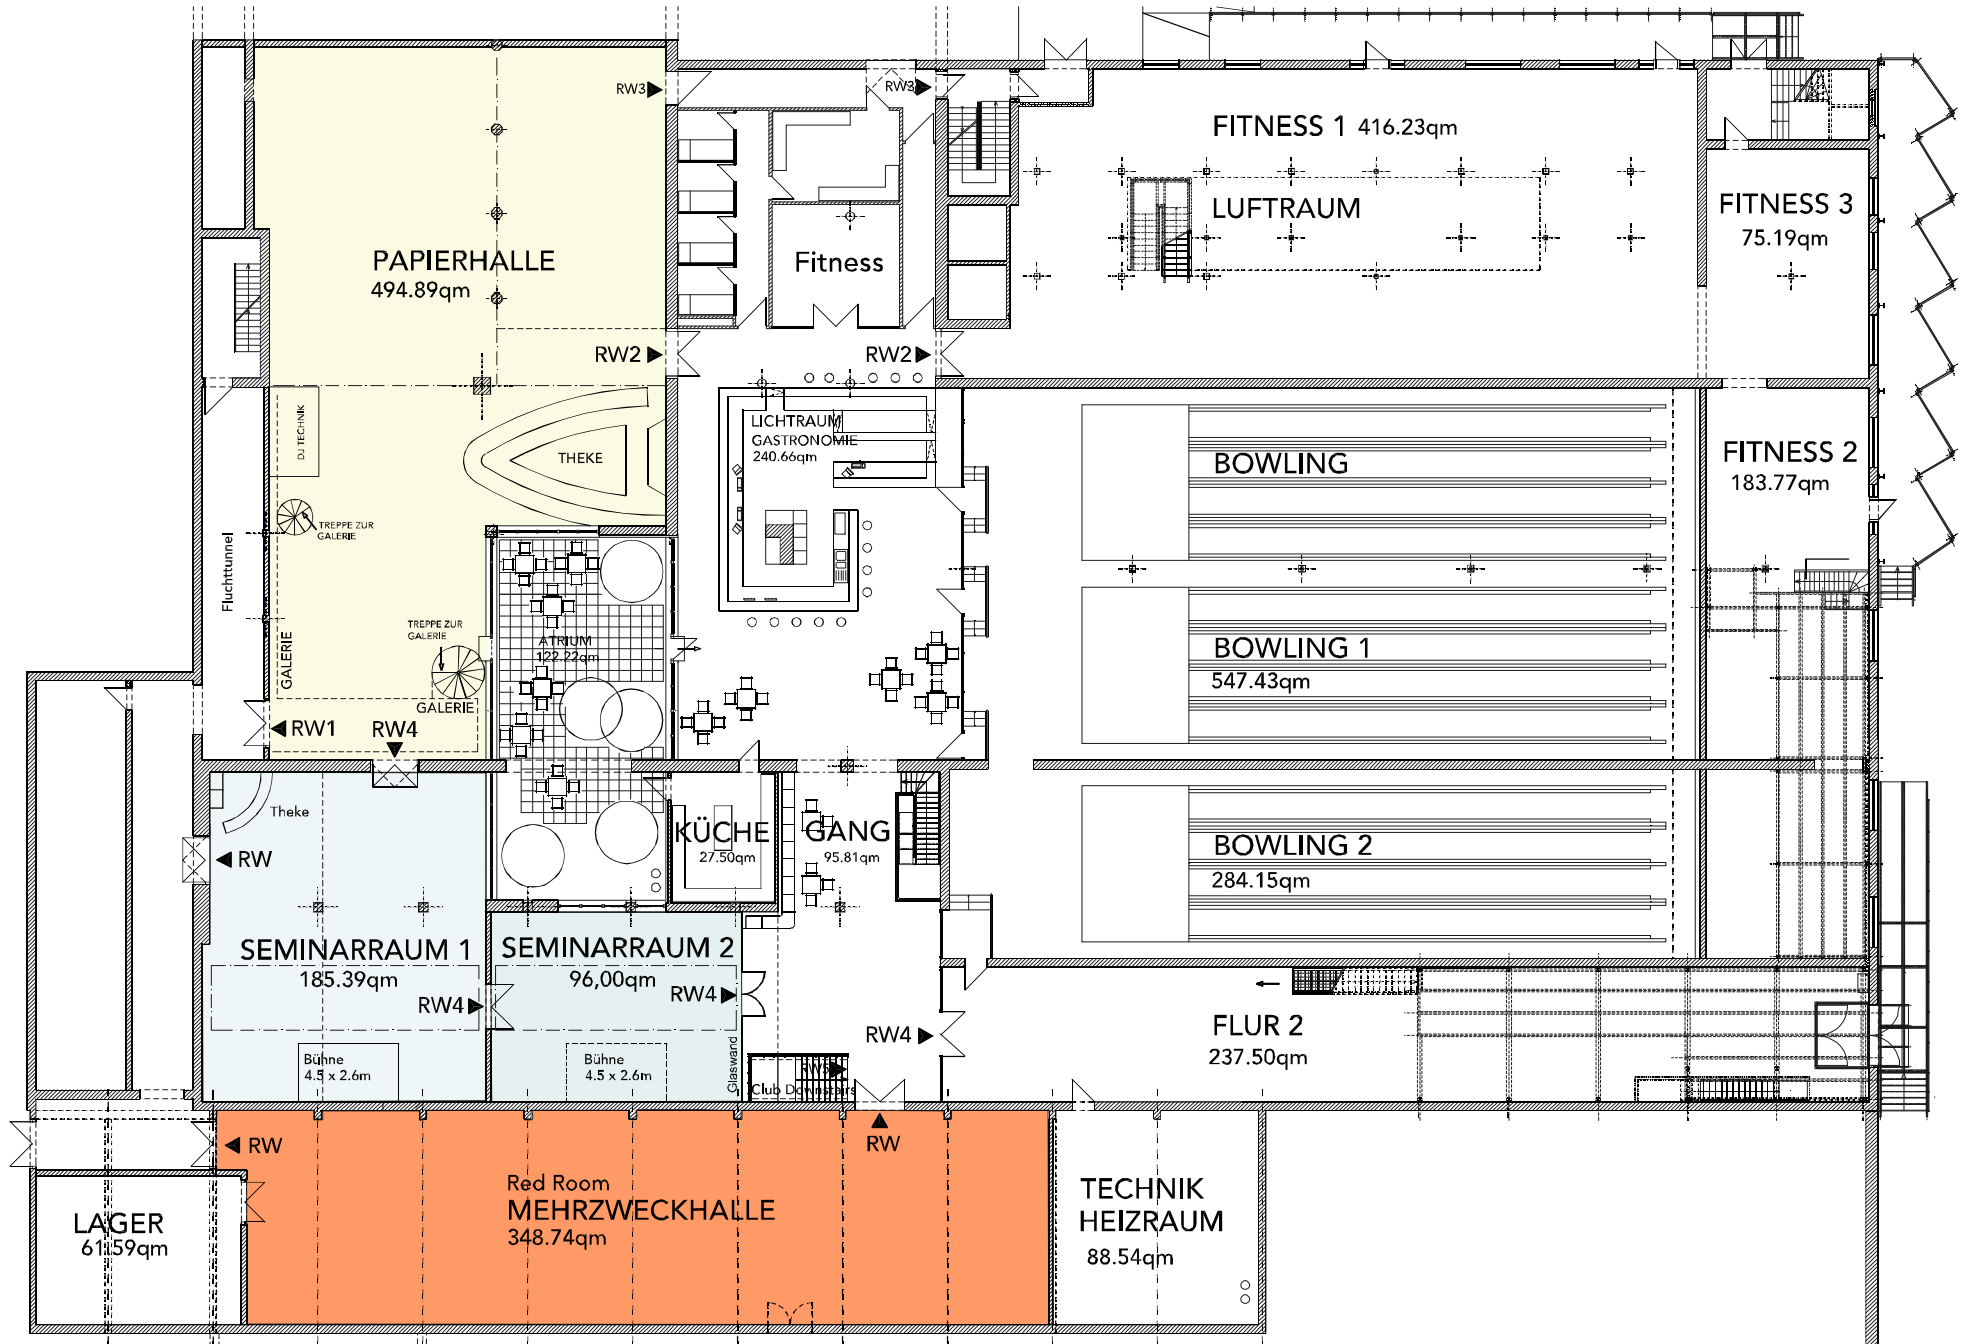 RW3
RW3
FITNESS 1 416.23qm
LUFTRAUM
FITNESS 3
75.19qm
PAPIERHALLE
494.89qm
Fitness
RW2
RW2
DJ TECHNIK
THEKE
LICHTRAUM
GASTRONOMIE
240.66qm
BOWLING
FITNESS 2
183.77qm
TREPPE ZUR
GALERIE
Fluchttunnel
TREPPE ZUR
GALERIE
GALERIE
GALERIE
ATRIUM
122.22qm
BOWLING 1
547.43qm
RW1
RW4
Theke
RW
KÜCHE
27.50qm
GANG
95.81qm
BOWLING 2
284.15qm
SEMINARRAUM 1
185.39qm
SEMINARRAUM 2
96,00qm
RW4
RW4
RW4
FLUR 2
237.50qm
Bühne
4.5 x 2.6m
Bühne
4.5 x 2.6m
Glaswand
RW5
Club Downstairs
RW
RW
Red Room
MEHRZWECKHALLE
348.74qm
LAGER
61.59qm
TECHNIK
HEIZRAUM
88.54qm